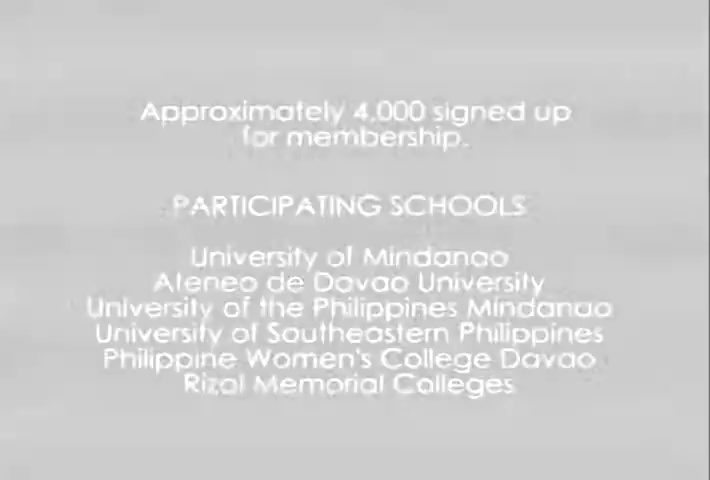 Approximately 4,000 signed up
for membership.
PARTICIPATING SCHOOLS
University of Mindanao
Ateneo de Davao University
University of the Philippines Mindanao
University of Southeastern Philippines
Philippine Women's College Davao
Rizal Memorial Colleges